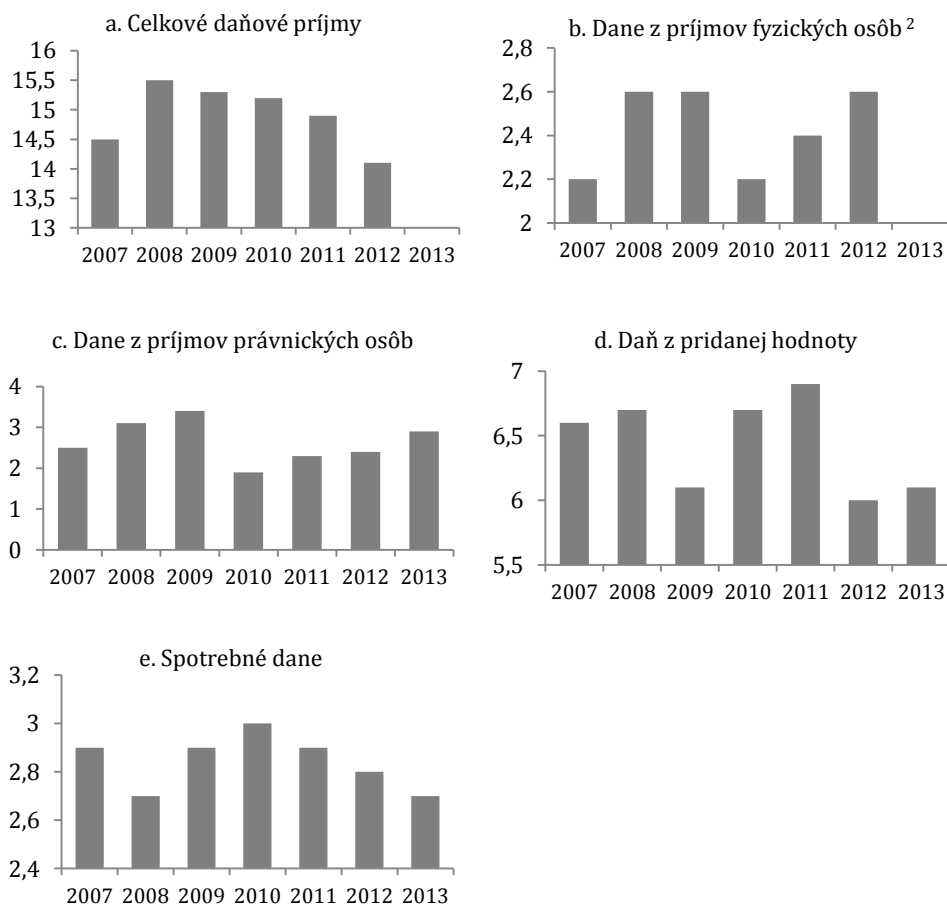 a. Celkové daňové príjmy
16
15,5
15
14,5
14
13,5
13
2007 2008 2009 2010 2011 2012 2013
b. Dane z príjmov fyzických osôb ²
2,8
2,6
2,4
2,2
2
2007 2008 2009 2010 2011 2012 2013
c. Dane z príjmov právnických osôb
4
3
2
1
0
2007 2008 2009 2010 2011 2012 2013
d. Daň z pridanej hodnoty
7
6,5
6
5,5
2007 2008 2009 2010 2011 2012 2013
e. Spotrebné dane
3,2
3
2,8
2,6
2,4
2007 2008 2009 2010 2011 2012 2013